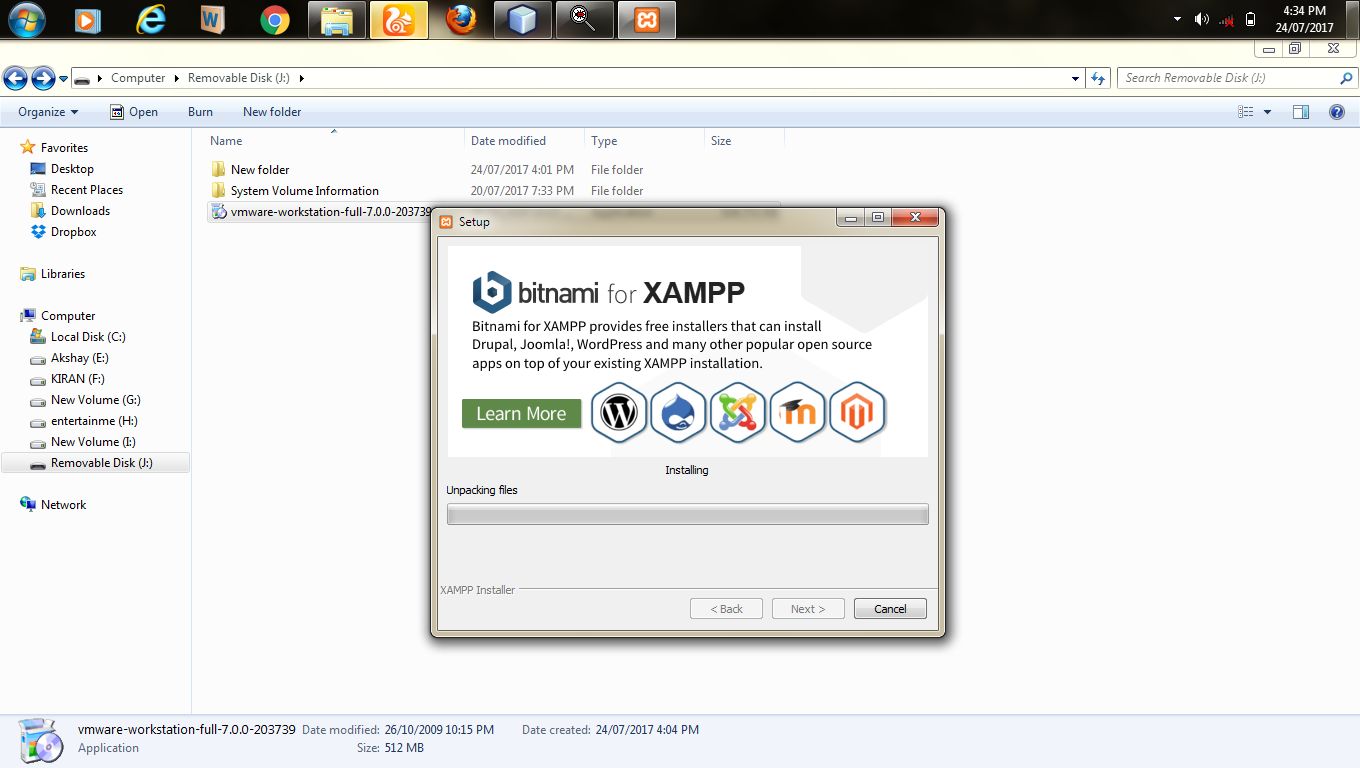 4:34 PM
24/07/2017
Computer
Removable Disk (J:)
Search Removable Disk (J:)
Organize
Open
Burn
New folder
Name
Date modified
Type
Size
Favorites
Desktop
Recent Places
Downloads
Dropbox
Libraries
Computer
Local Disk (C:)
Akshay (E:)
KIRAN (F:)
New Volume (G:)
entertainme (H:)
New Volume (I:)
Removable Disk (J:)
Network
New folder 24/07/2017 4:01 PM File folder
System Volume Information 20/07/2017 7:33 PM File folder
vmware-workstation-full-7.0.0-203739
Setup
bitnami for XAMPP
Bitnami for XAMPP provides free installers that can install
Drupal, Joomla!, WordPress and many other popular open source
apps on top of your existing XAMPP installation.
Learn More
Installing
Unpacking files
XAMPP Installer
< Back
Next >
Cancel
vmware-workstation-full-7.0.0-203739 Date modified: 26/10/2009 10:15 PM Date created: 24/07/2017 4:04 PM
Application Size: 512 MB